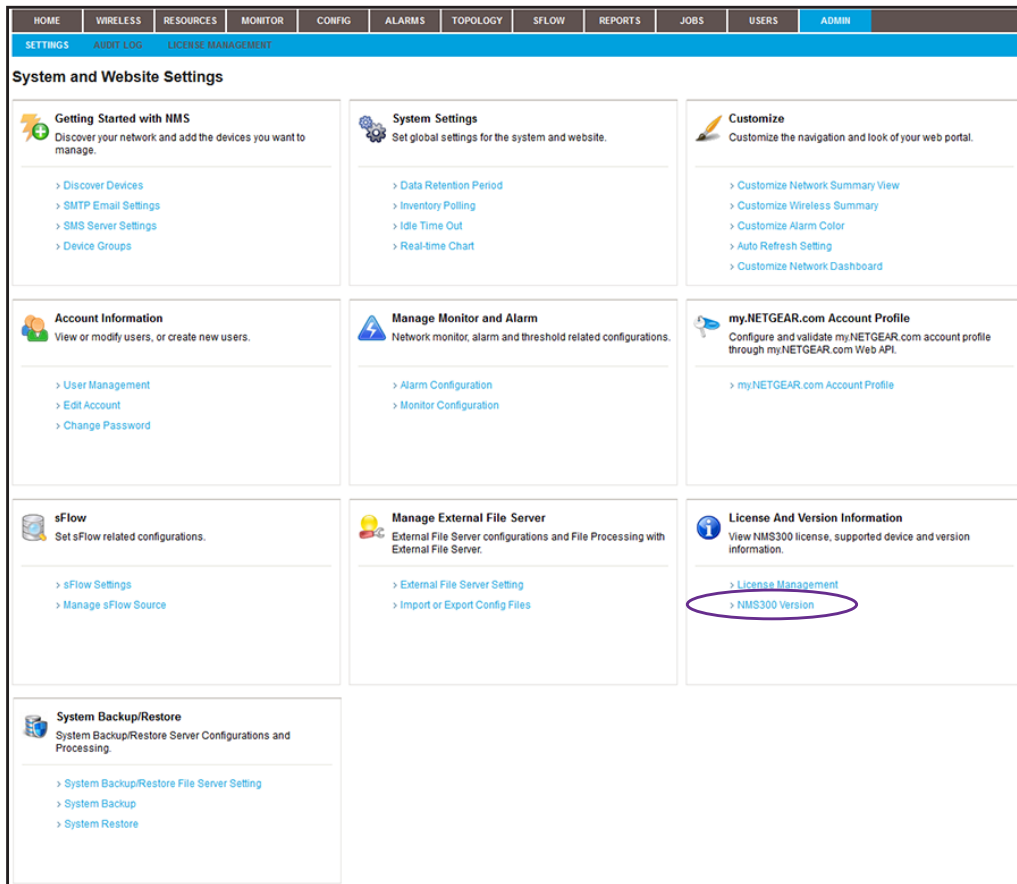 HOME WIRELESS RESOURCES MONITOR CONFIG ALARMS TOPOLOGY SFLOW REPORTS JOBS USERS ADMIN
SETTINGS AUDIT LOG LICENSE MANAGEMENT
System and Website Settings
Getting Started with NMS
Discover your network and add the devices you want to
manage.
> Discover Devices
> SMTP Email Settings
> SMS Server Settings
> Device Groups
System Settings
Set global settings for the system and website.
> Data Retention Period
> Inventory Polling
> Idle Time Out
> Real-time Chart
Customize
Customize the navigation and look of your web portal.
> Customize Network Summary View
> Customize Wireless Summary
> Customize Alarm Color
> Auto Refresh Setting
> Customize Network Dashboard
Account Information
View or modify users, or create new users.
> User Management
> Edit Account
> Change Password
Manage Monitor and Alarm
Network monitor, alarm and threshold related configurations.
> Alarm Configuration
> Monitor Configuration
my.NETGEAR.com Account Profile
Configure and validate my.NETGEAR.com account profile
through my.NETGEAR.com Web API.
> my.NETGEAR.com Account Profile
sFlow
Set sFlow related configurations.
> sFlow Settings
> Manage sFlow Source
Manage External File Server
External File Server configurations and File Processing with
External File Server.
> External File Server Setting
> Import or Export Config Files
License And Version Information
View NMS300 license, supported device and version
information.
> License Management
> NMS300 Version
System Backup/Restore
System Backup/Restore Server Configurations and
Processing.
> System Backup/Restore File Server Setting
> System Backup
> System Restore